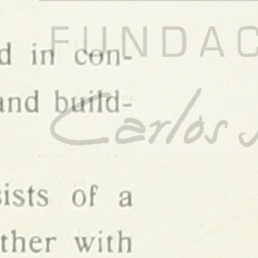 d in con-
and build-
sists of a
ther with
FUNDAC
Carlos